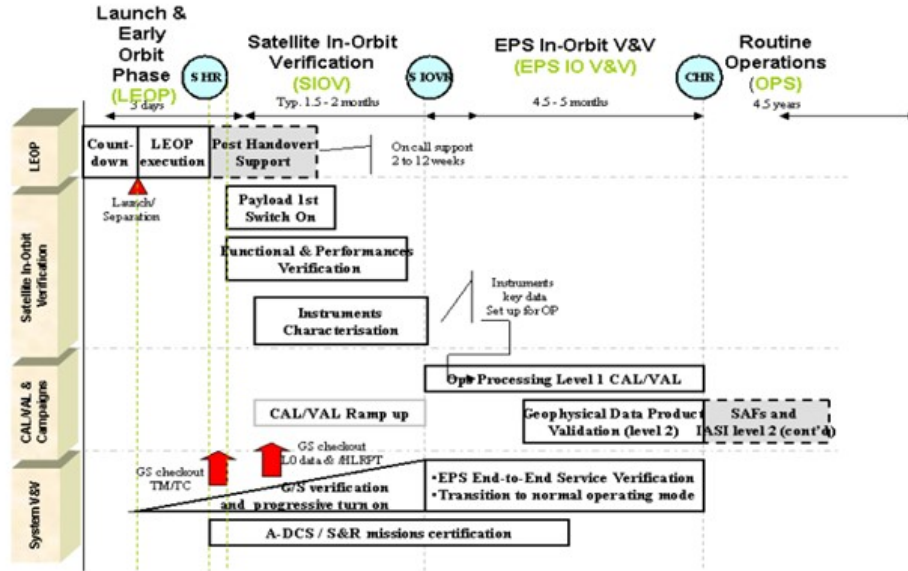 Launch &
Early
Orbit
Phase
(LEOP)
S HR
Satellite In-Orbit
Verification
(SIOV)
S IOVR
EPS In-Orbit V&V
(EPS IO V&V)
CHR
Routine
Operations
(OPS)
3 days
Typ. 1.5 - 2 months
4.5 - 5 months
4.5 years
LEOP
Count-
down
LEOP
execution
Post Handover
Support
On call support
2 to 12 weeks
Launch/
Separation
Satellite In-Orbit
Verification
Payload 1st
Switch On
Functional & Performances
Verification
Instruments
Characterisation
Instruments
key data
Set up for OP
CAL/VAL &
Campaigns
Ops Processing Level 1 CAL/VAL
CAL/VAL Ramp up
Geophysical Data Product
Validation (level 2)
SAFs and
IASI level 2 (cont'd)
System V&V
GS checkout
TM/TC
GS checkout
L0 data & /HLRPT
G/S verification
and progressive turn on
•EPS End-to-End Service Verification
•Transition to normal operating mode
A-DCS / S&R missions certification